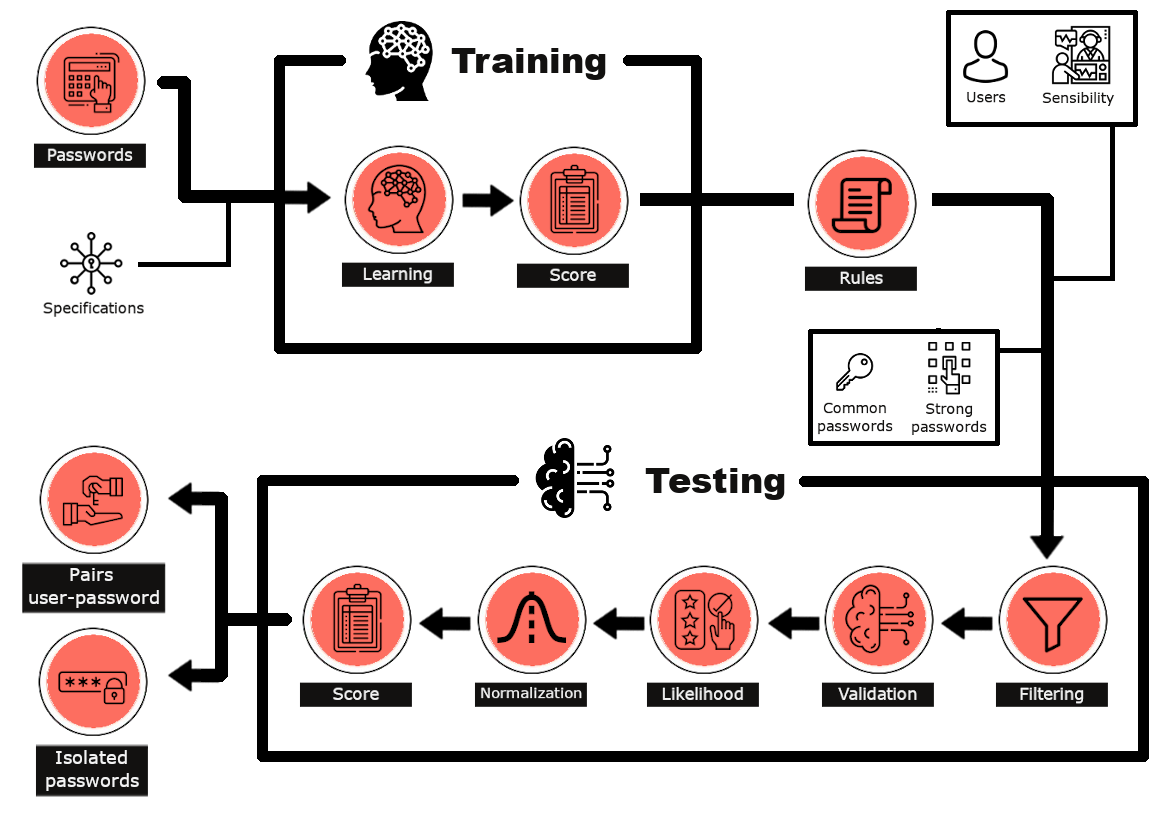 Training
Passwords
Users
Sensibility
Learning
Score
Rules
Specifications
Common
passwords
Strong
passwords
Testing
Pairs
user-password
Score
Normalization
Likelihood
Validation
Filtering
Isolated
passwords